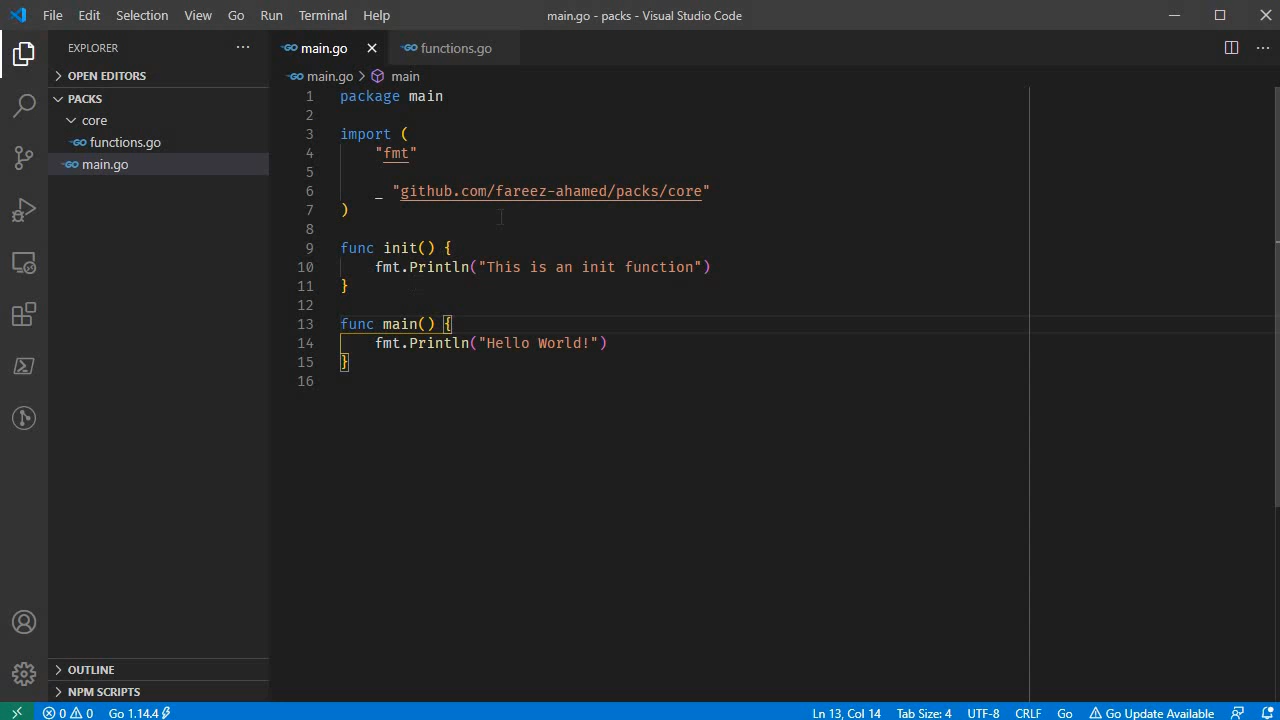 File Edit Selection View Go Run Terminal Help main.go - packs - Visual Studio Code
EXPLORER
OPEN EDITORS
PACKS
core
functions.go
main.go
OUTLINE
NPM SCRIPTS
main.go functions.go
main.go main
1 package main
2
3 import (
4 "fmt"
5
6 _ "github.com/fareez-ahamed/packs/core"
7 )
8
9 func init() {
10 fmt.Println("This is an init function")
11 }
12
13 func main() {
14 fmt.Println("Hello World!")
15 }
16
0 0 Go 1.14.4 Ln 13, Col 14 Tab Size: 4 UTF-8 CRLF Go Go Update Available